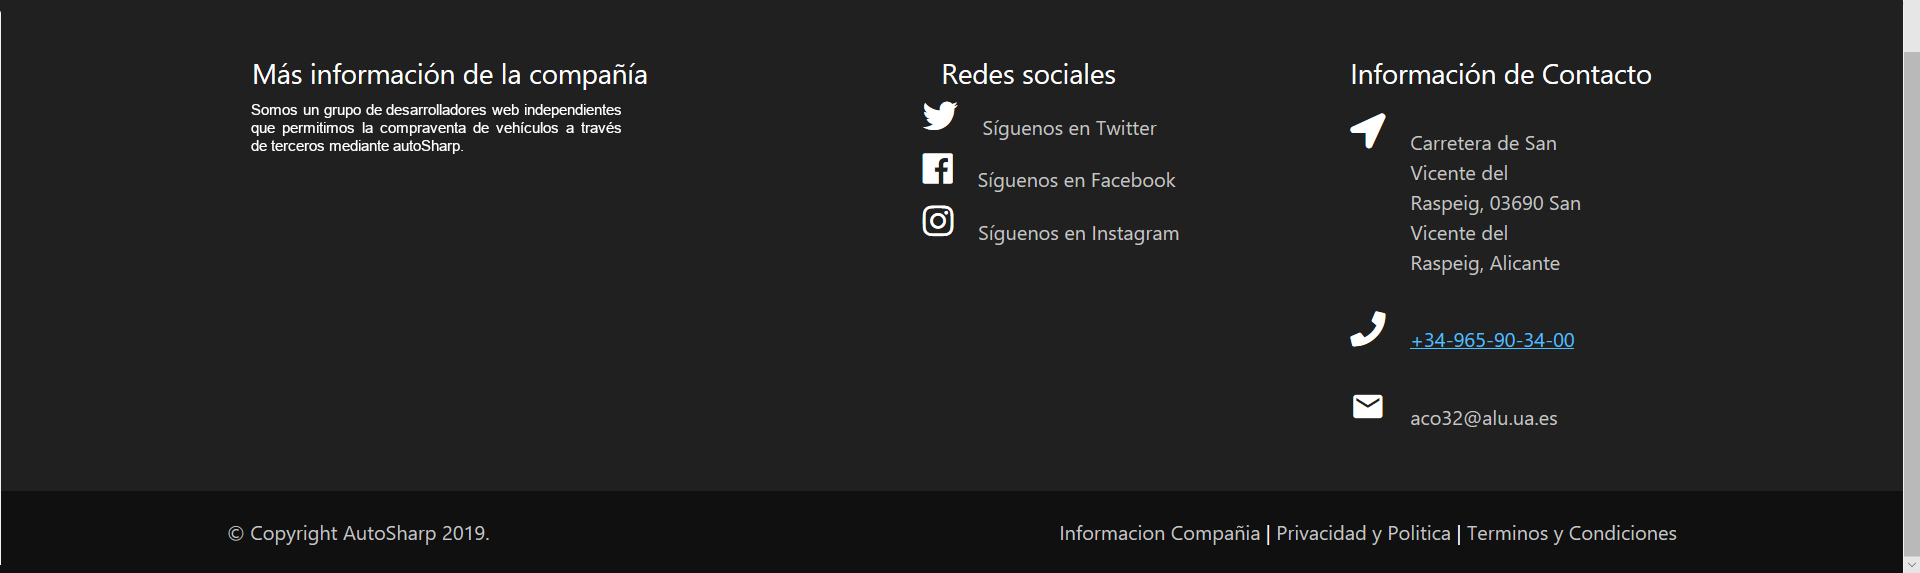 Más información de la compañía
Somos un grupo de desarrolladores web independientes
que permitimos la compraventa de vehículos a través
de terceros mediante autoSharp.
Redes sociales
Síguenos en Twitter
Síguenos en Facebook
Síguenos en Instagram
Información de Contacto
Carretera de San
Vicente del
Raspeig, 03690 San
Vicente del
Raspeig, Alicante
+34-965-90-34-00
aco32@alu.ua.es
© Copyright AutoSharp 2019.
Informacion Compañia | Privacidad y Politica | Terminos y Condiciones